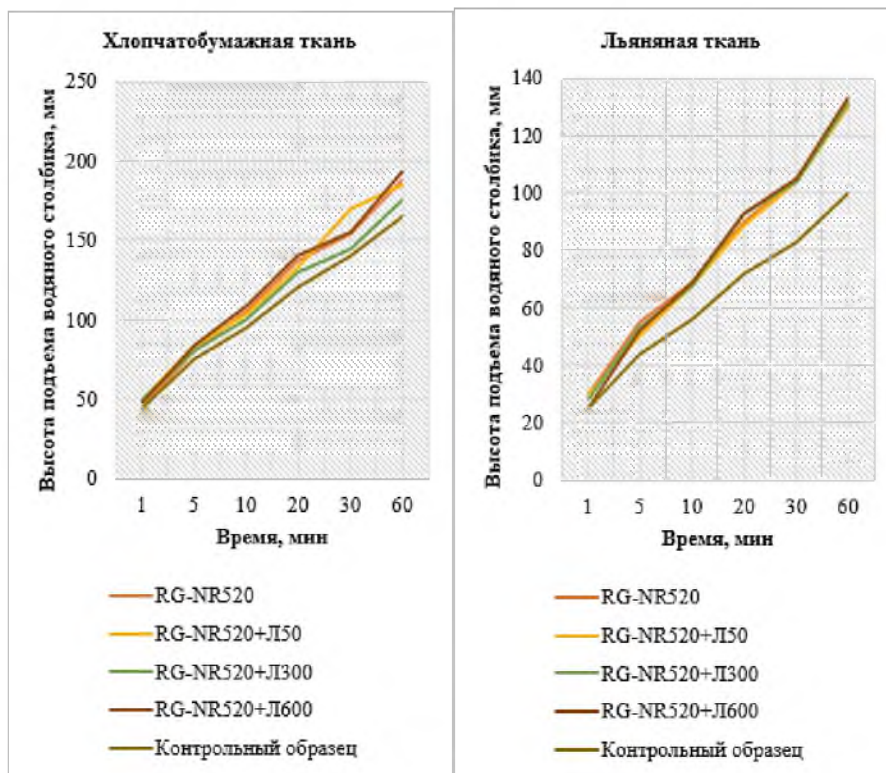 Хлопчатобумажная ткань
Высота подъема водяного столбика, мм
250
200
150
100
50
0
1 5 10 20 30 60
Время, мин
RG-NR520
RG-NR520+Л50
RG-NR520+Л300
RG-NR520+Л600
Контрольный образец
Льяняная ткань
Высота подъема водяного столбика, мм
140
120
100
80
60
40
20
0
1 5 10 20 30 60
Время, мин
RG-NR520
RG-NR520+Л50
RG-NR520+Л300
RG-NR520+Л600
Контрольный образец